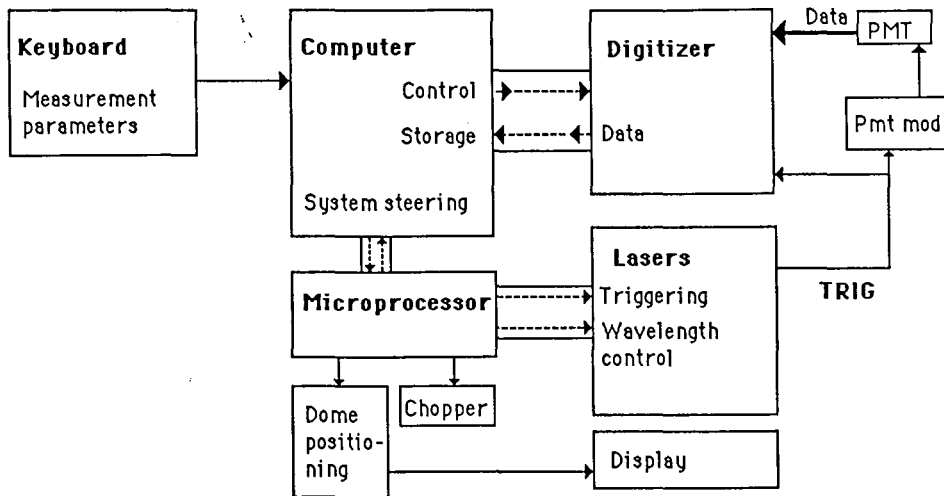 Keyboard
Measurement
parameters
Computer
Control
Storage
System steering
Digitizer
Data
Data
PMT
Pmt mod
TRIG
Microprocessor
Lasers
Triggering
Wavelength
control
Dome
positio-
ning
Chopper
Display